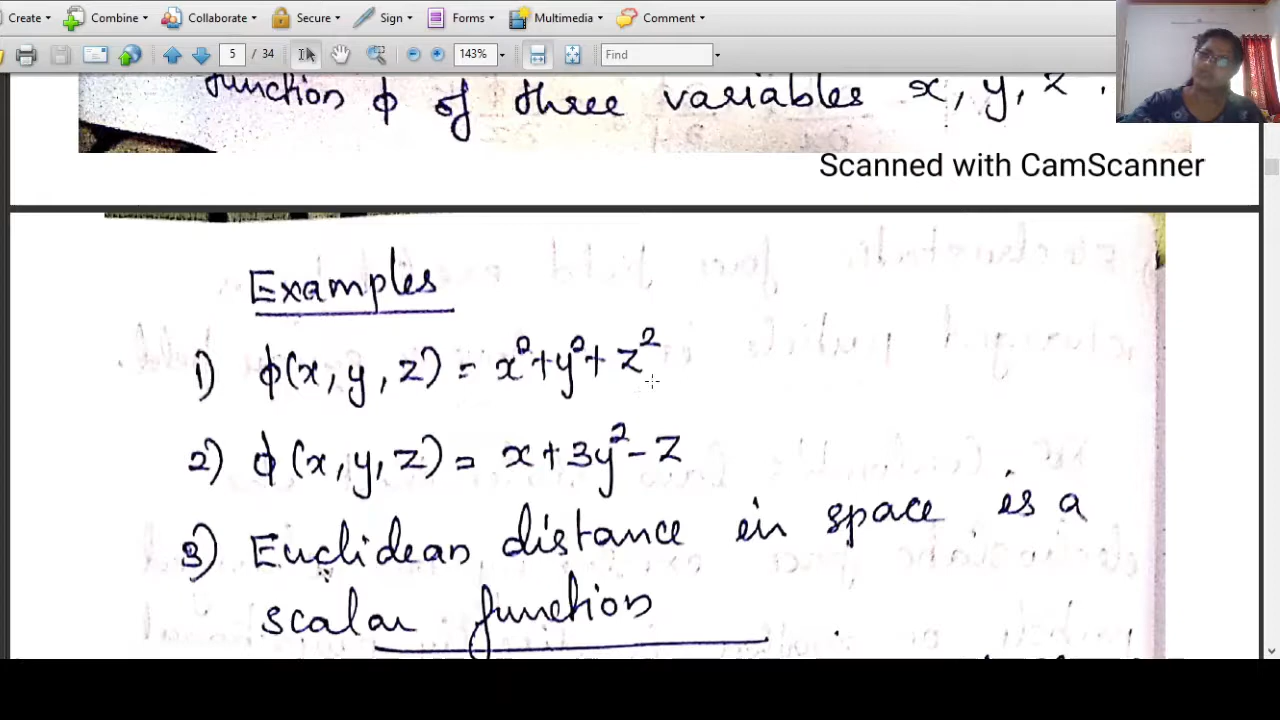 Create Combine Collaborate Secure Sign Forms Multimedia Comment
5 / 34 143% Find
function ϕ of three variables x, y, z.
Scanned with CamScanner
Examples
1) ϕ(x, y, z) = x²+y²+z²
2) ϕ(x, y, z) = x+3y²-z
3) Euclidean distance in space is a
scalar function